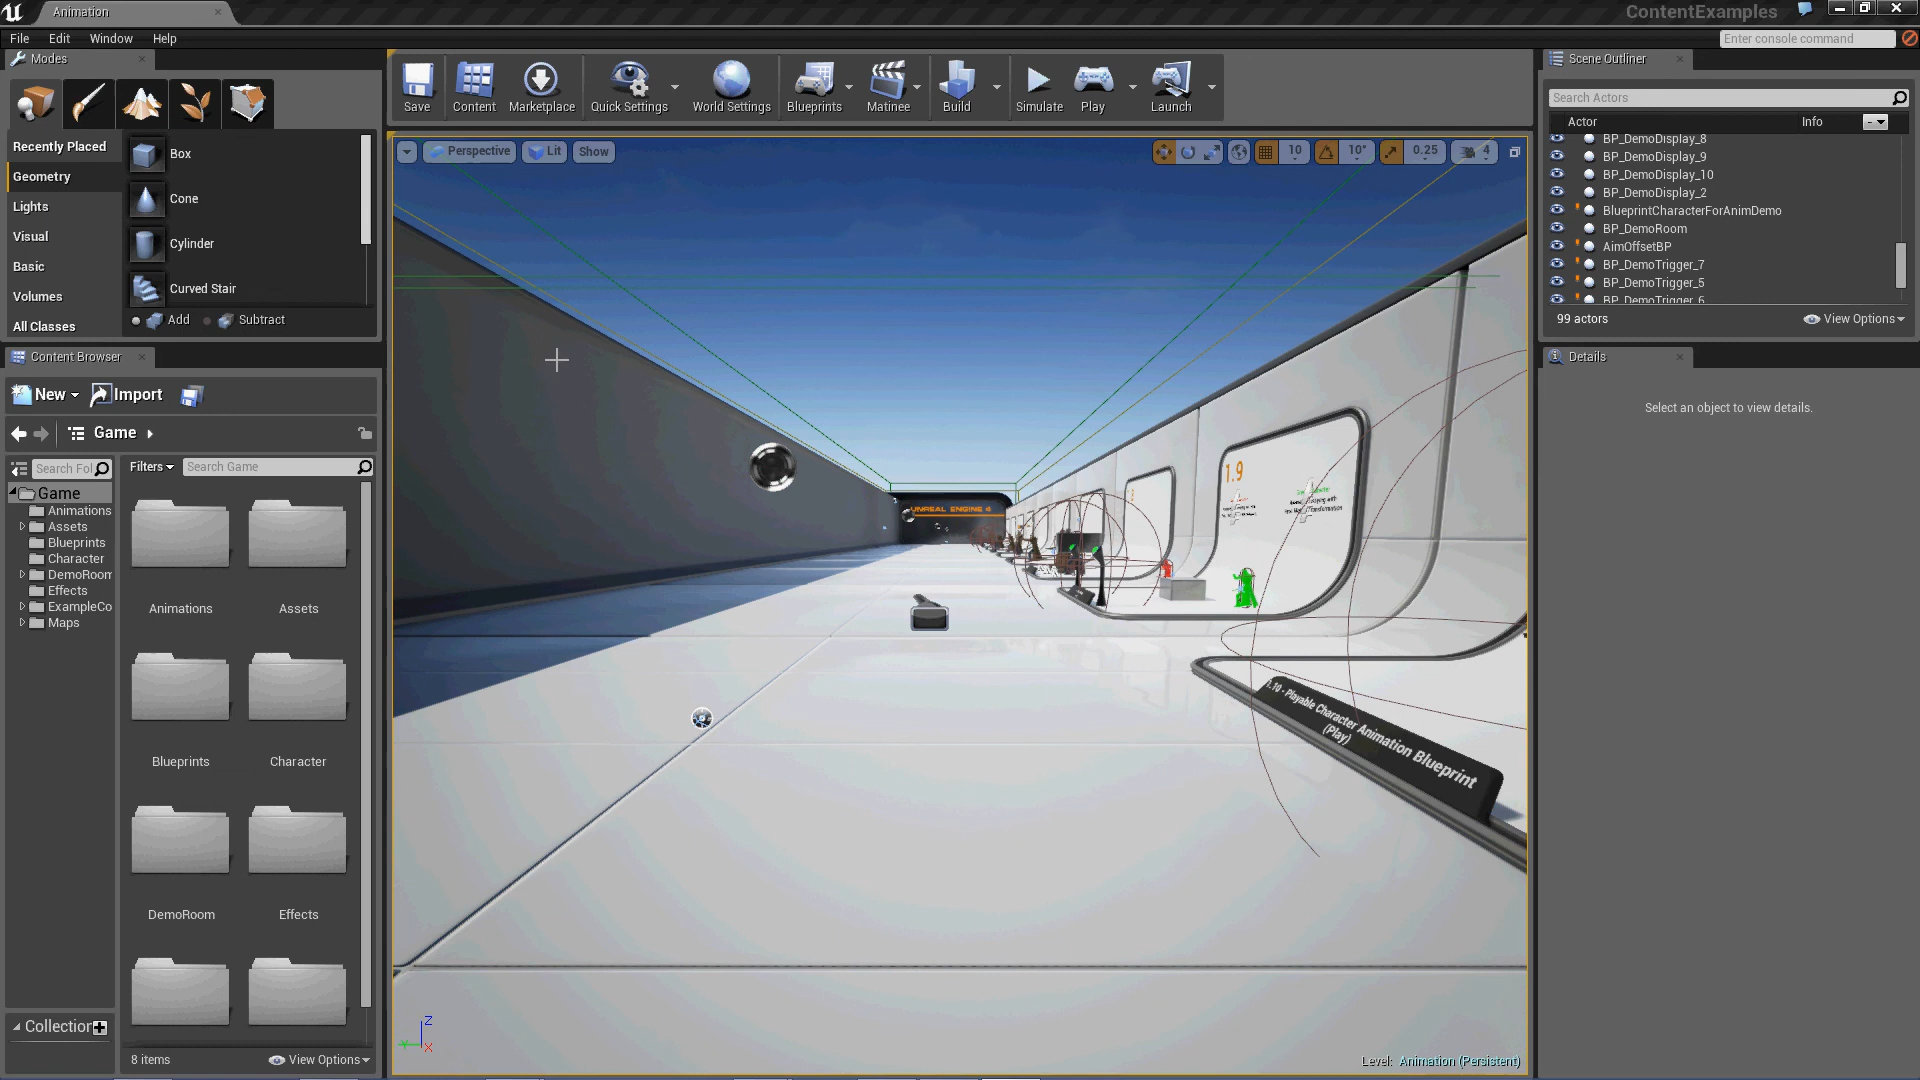 Animation
ContentExamples
File Edit Window Help
Enter console command
Modes
Save
Content
Marketplace
Quick Settings
World Settings
Blueprints
Matinee
Build
Simulate
Play
Launch
Scene Outliner
Search Actors
Actor Info
BP_DemoDisplay_8
BP_DemoDisplay_9
BP_DemoDisplay_10
BP_DemoDisplay_2
BlueprintCharacterForAnimDemo
BP_DemoRoom
AimOffsetBP
BP_DemoTrigger_7
BP_DemoTrigger_5
BP_DemoTrigger_6
99 actors View Options
Recently Placed
Geometry
Lights
Visual
Basic
Volumes
All Classes
Box
Cone
Cylinder
Curved Stair
Add Subtract
Perspective Lit Show
10 10° 0.25 4
Content Browser
New Import
Game
Search Fol
Filters Search Game
Game
Animations
Assets
Blueprints
Character
DemoRoom
Effects
ExampleCo
Maps
Animations Assets
Blueprints Character
DemoRoom Effects
Collection
8 items View Options
Details
Select an object to view details.
UNREAL ENGINE 4
1.9
1.10 - Playable Character Animation Blueprint
(Play)
Z
X
Level: Animation (Persistent)